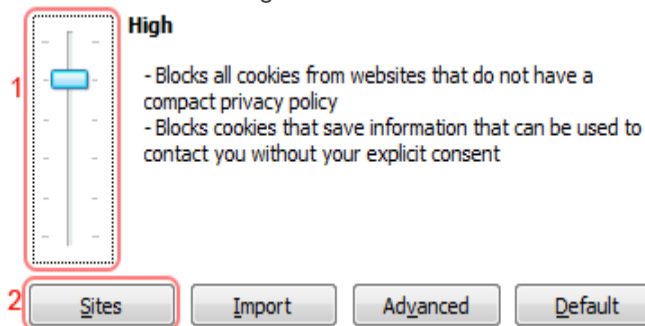 High
1
- Blocks all cookies from websites that do not have a
compact privacy policy
- Blocks cookies that save information that can be used to
contact you without your explicit consent
2 Sites Import Advanced Default